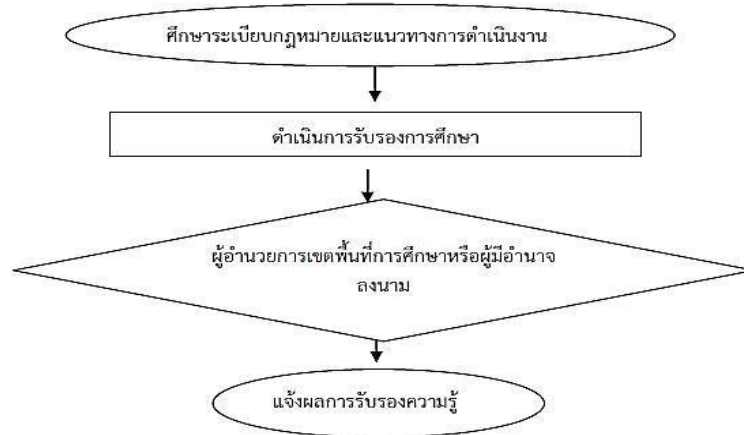 ศึกษาระเบียบกฎหมายและแนวทางการดำเนินงาน
ดำเนินการรับรองการศึกษา
ผู้อำนวยการเขตพื้นที่การศึกษาหรือผู้มีอำนาจ
ลงนาม
แจ้งผลการรับรองความรู้